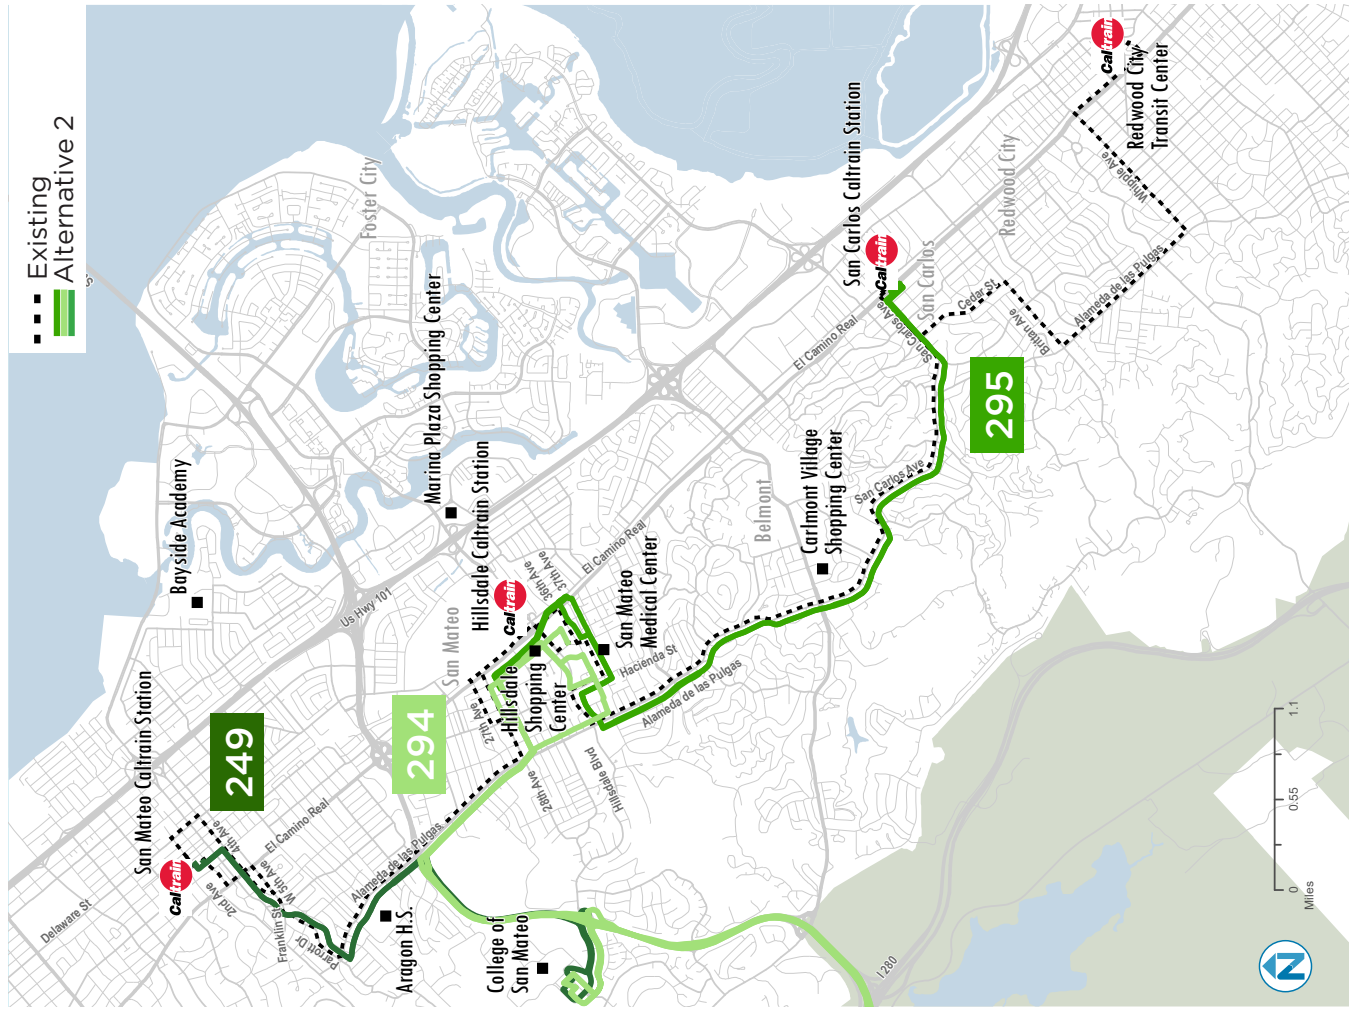 Existing
Alternative 2
Caltrain
Redwood City
Transit Center
San Carlos Caltrain Station
Caltrain
San Carlos
Redwood City
Foster City
Marina Plaza Shopping Center
Bayside Academy
Hillsdale Caltrain Station
Caltrain
San Mateo
Us Hwy 101
San Mateo Caltrain Station
Caltrain
249
294
295
Hillsdale
Shopping
Center
San Mateo
Medical Center
Belmont
Carlmont Village
Shopping Center
Aragon H.S.
College of
San Mateo
Delaware St
2nd Ave
4th Ave
W 5th Ave
El Camino Real
Franklin St
Parrott Dr
Alameda de las Pulgas
27th Ave
28th Ave
Hillsdale Blvd
36th Ave
37th Ave
El Camino Real
Hacienda St
Alameda de las Pulgas
El Camino Real
San Carlos Ave
San Carlos Ave
San Carlos Ave
Cedar St
Brittan Ave
Alameda de las Pulgas
Whipple Ave
I 280
S
0
0.55
1.1
Miles
N